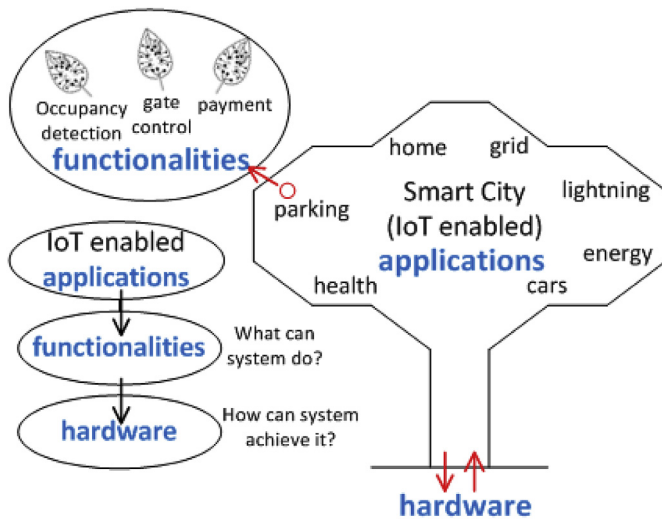 Occupancy
detection
gate
control
payment
functionalities
IoT enabled
applications
functionalities
What can
system do?
hardware
How can system
achieve it?
home
grid
lightning
parking
Smart City
(IoT enabled)
applications
energy
health
cars
hardware